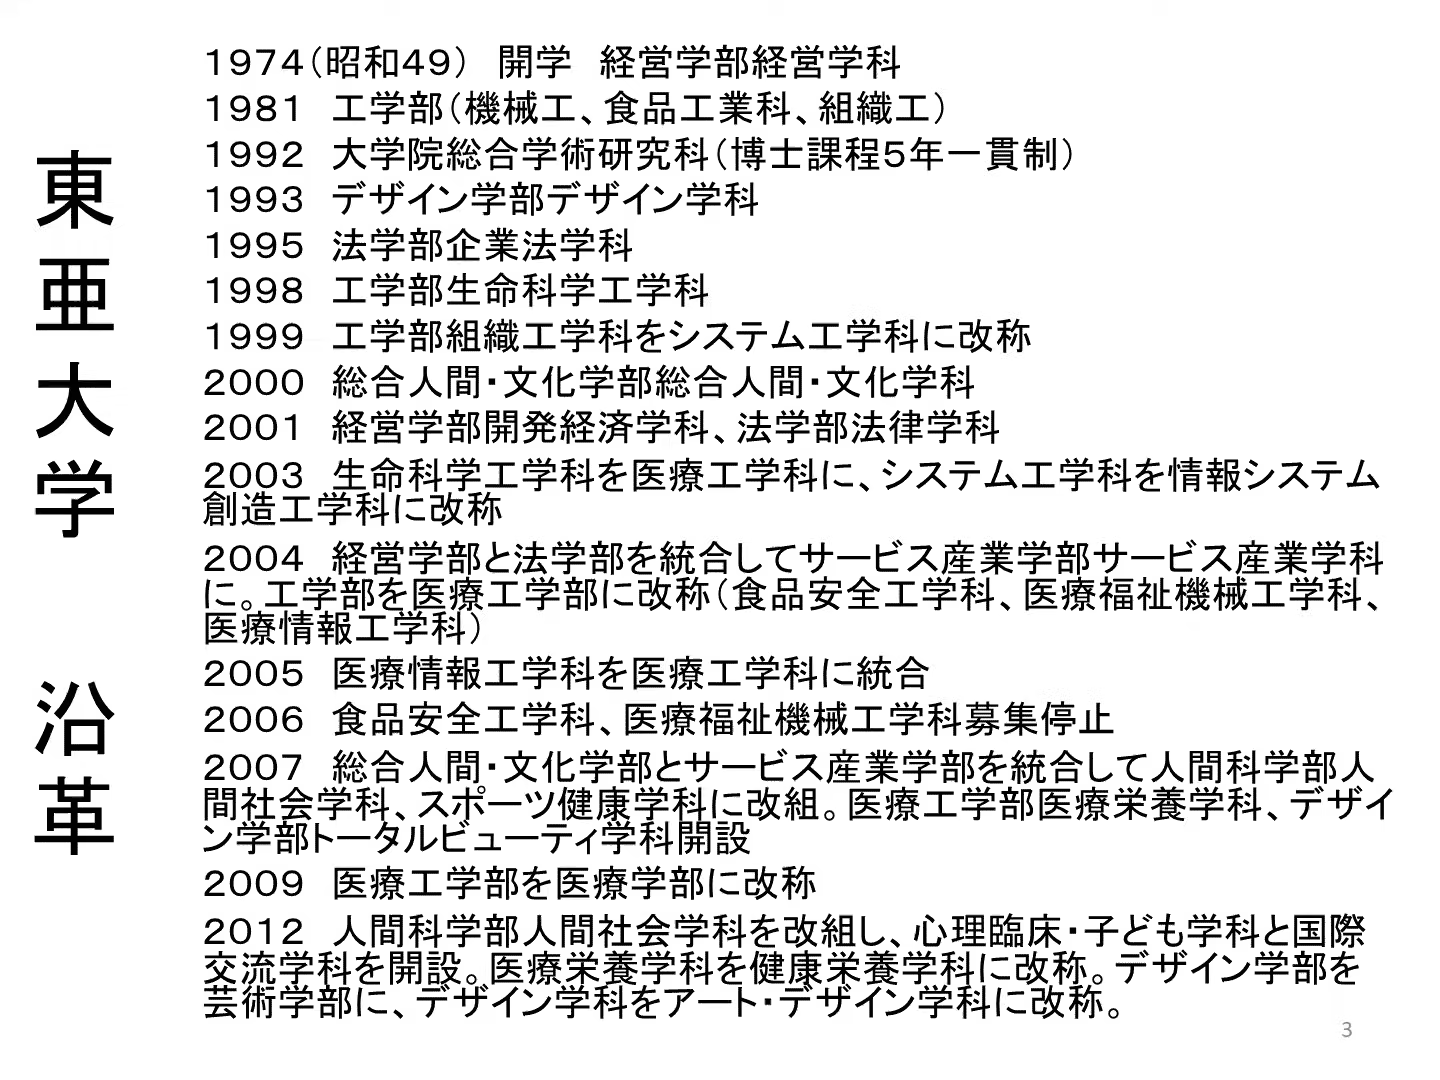 東亜大学 沿革
１９７４（昭和４９） 開学 経営学部経営学科
１９８１ 工学部（機械工、食品工業科、組織工）
１９９２ 大学院総合学術研究科（博士課程５年一貫制）
１９９３ デザイン学部デザイン学科
１９９５ 法学部企業法学科
１９９８ 工学部生命科学工学科
１９９９ 工学部組織工学科をシステム工学科に改称
２０００ 総合人間・文化学部総合人間・文化学科
２００１ 経営学部開発経済学科、法学部法律学科
２００３ 生命科学工学科を医療工学科に、システム工学科を情報システム
創造工学科に改称
２００４ 経営学部と法学部を統合してサービス産業学部サービス産業学科
に。工学部を医療工学部に改称（食品安全工学科、医療福祉機械工学科、
医療情報工学科）
２００５ 医療情報工学科を医療工学科に統合
２００６ 食品安全工学科、医療福祉機械工学科募集停止
２００７ 総合人間・文化学部とサービス産業学部を統合して人間科学部人
間社会学科、スポーツ健康学科に改組。医療工学部医療栄養学科、デザイ
ン学部トータルビューティ学科開設
２００９ 医療工学部を医療学部に改称
２０１２ 人間科学部人間社会学科を改組し、心理臨床・子ども学科と国際
交流学科を開設。医療栄養学科を健康栄養学科に改称。デザイン学部を
芸術学部に、デザイン学科をアート・デザイン学科に改称。
3